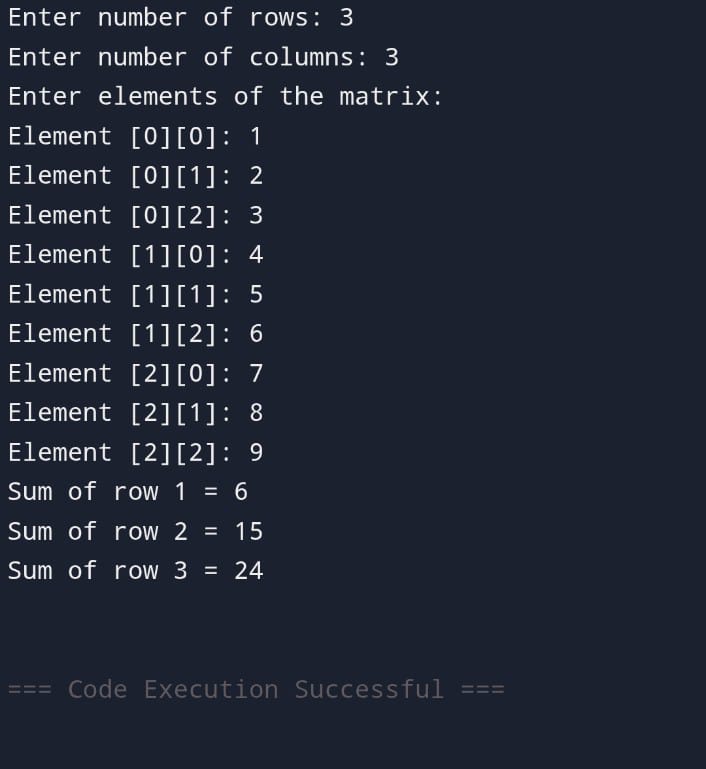 Enter number of rows: 3
Enter number of columns: 3
Enter elements of the matrix:
Element [0][0]: 1
Element [0][1]: 2
Element [0][2]: 3
Element [1][0]: 4
Element [1][1]: 5
Element [1][2]: 6
Element [2][0]: 7
Element [2][1]: 8
Element [2][2]: 9
Sum of row 1 = 6
Sum of row 2 = 15
Sum of row 3 = 24
=== Code Execution Successful ===